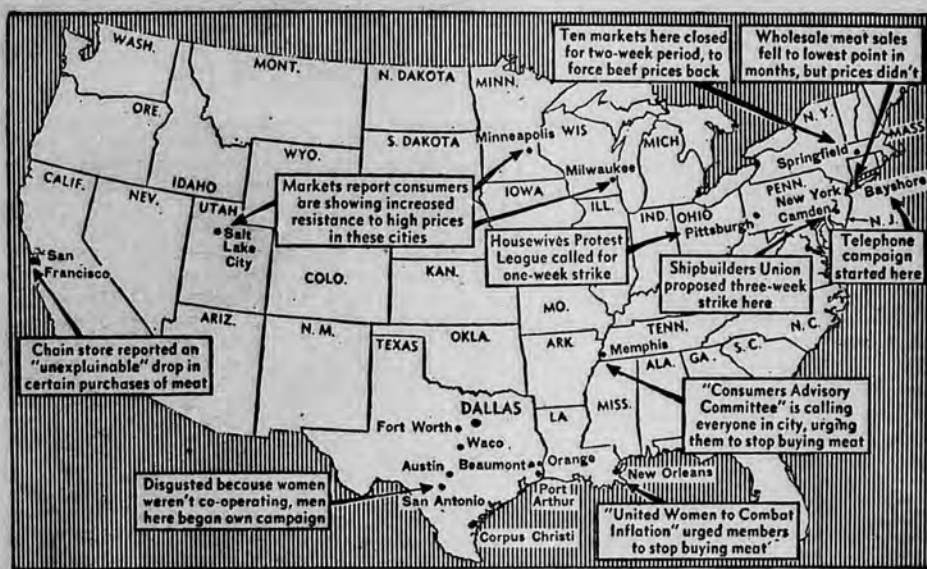 Ten markets here closed
for two-week period, to
force beef prices back
Wholesale meat sales
fell to lowest point in
months, but prices didn't
WASH.
MONT.
N. DAKOTA
MINN.
ORE.
IDAHO
WYO.
S. DAKOTA
Minneapolis
WIS
MICH
N. Y.
MASS.
Springfield
Milwaukee
CALIF.
NEV.
UTAH
Salt
Lake
City
IOWA
ILL.
IND.
OHIO
PENN.
New York
Pittsburgh
Camden
Bayshore
N. J.
Markets report consumers
are showing increased
resistance to high prices
in these cities
Housewives Protest
League called for
one-week strike
Shipbuilders Union
proposed three-week
strike here
Telephone
campaign
started here
San
Francisco
COLO.
KAN.
MO.
ARIZ.
N. M.
OKLA.
TEXAS
ARK.
TENN.
N. C.
Memphis
ALA.
GA.
S. C.
MISS.
LA.
Chain store reported an
"unexplainable" drop in
certain purchases of meat
DALLAS
Fort Worth
Waco
Austin
Beaumont
Orange
San Antonio
Port
Arthur
New Orleans
Corpus Christi
"Consumers Advisory
Committee" is calling
everyone in city, urging
them to stop buying meat
Disgusted because women
weren't co-operating, men
here began own campaign
"United Women to Combat
Inflation" urged members
to stop buying meat